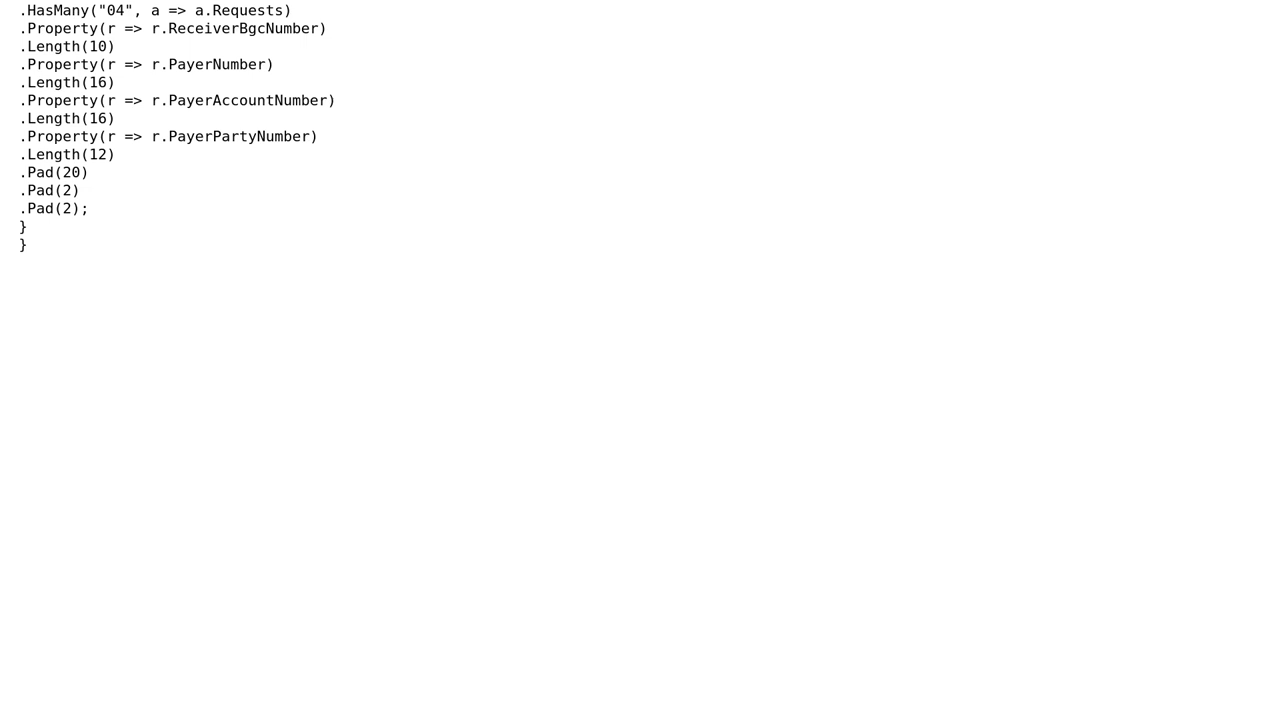 .HasMany("04", a => a.Requests)
.Property(r => r.ReceiverBgcNumber)
.Length(10)
.Property(r => r.PayerNumber)
.Length(16)
.Property(r => r.PayerAccountNumber)
.Length(16)
.Property(r => r.PayerPartyNumber)
.Length(12)
.Pad(20)
.Pad(2)
.Pad(2);
}
}